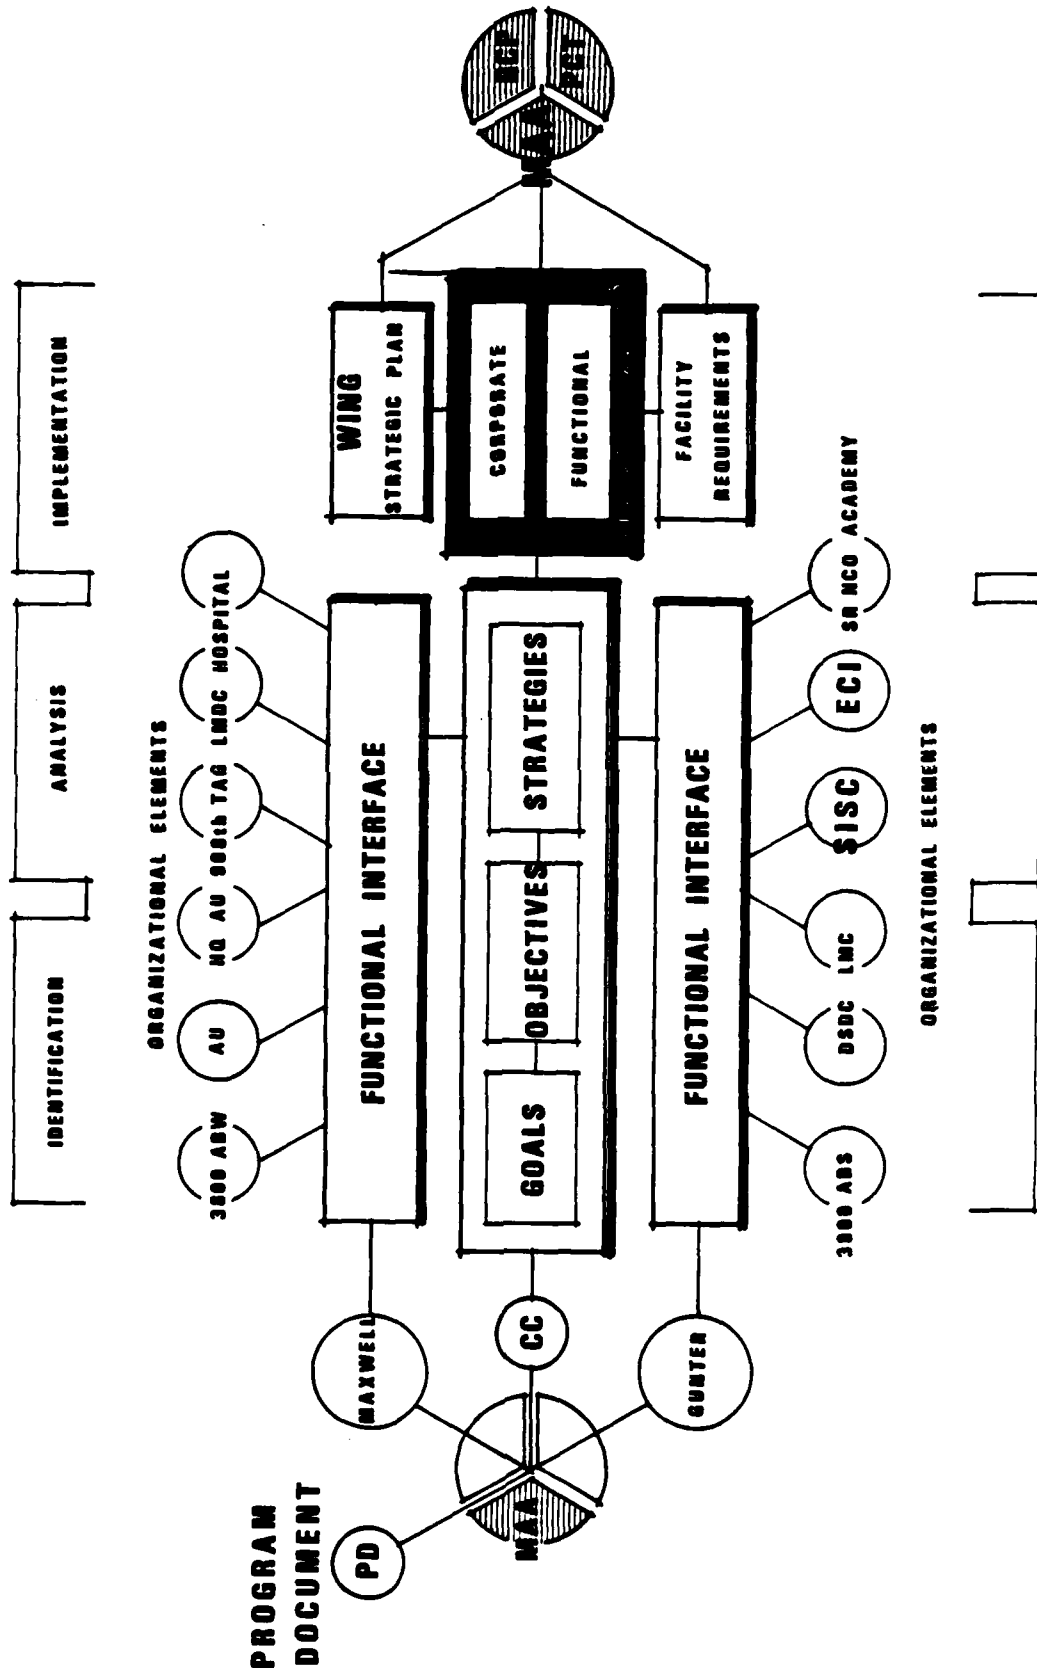 PROGRAM
DOCUMENT
IDENTIFICATION
ANALYSIS
IMPLEMENTATION
ORGANIZATIONAL ELEMENTS
3800 ABW
AU
HQ AU
908th TAG
LMDC
HOSPITAL
PD
MAXWELL
FUNCTIONAL INTERFACE
WING
STRATEGIC PLAN
MAA
CC
GOALS
OBJECTIVES
STRATEGIES
CORPORATE
FUNCTIONAL
MAA
PCT
GUNTER
FUNCTIONAL INTERFACE
FACILITY
REQUIREMENTS
3800 ABS
DSDC
LMC
SISC
ECI
SR NCO ACADEMY
ORGANIZATIONAL ELEMENTS